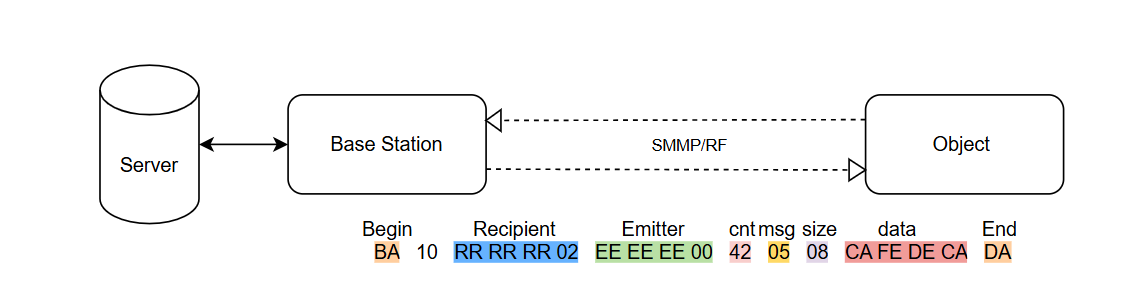 Server
Base Station
SMMP/RF
Object
Begin Recipient Emitter cnt msg size data End
BA 10 RR RR RR 02 EE EE EE 00 42 05 08 CA FE DE CA DA